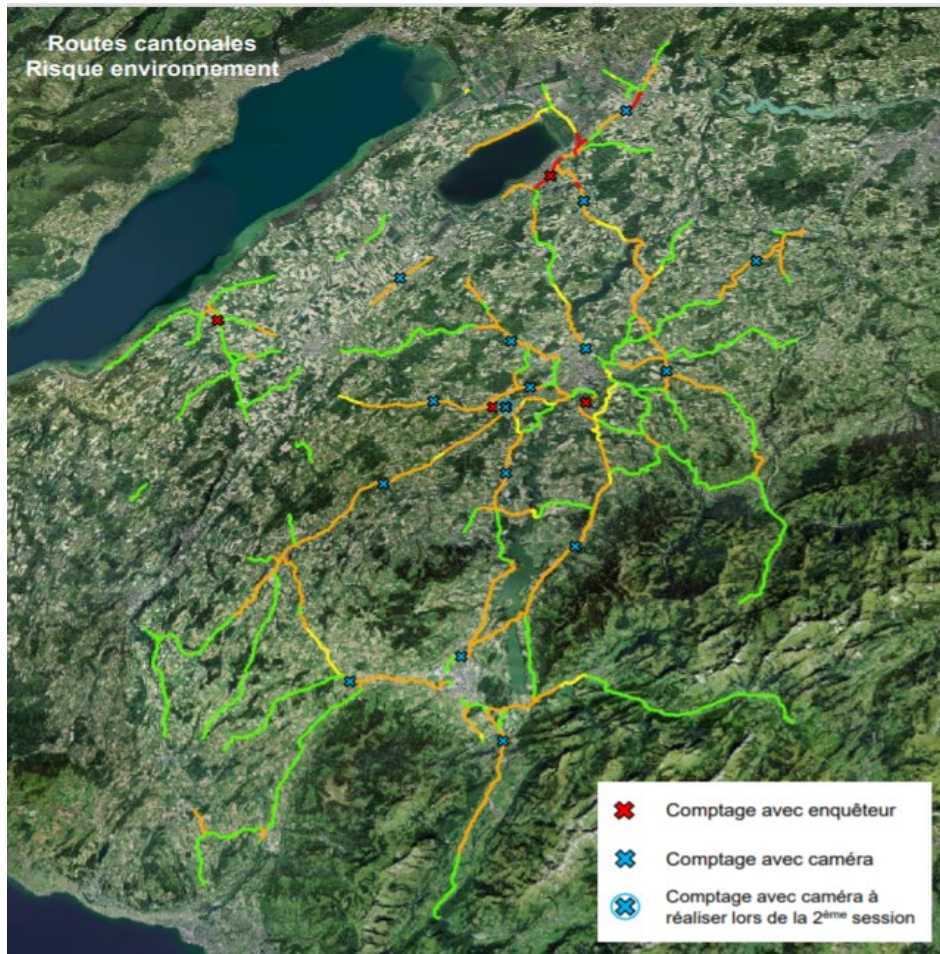 Routes cantonales
Risque environnement
Comptage avec enquêteur
Comptage avec caméra
Comptage avec caméra à
réaliser lors de la 2ème session